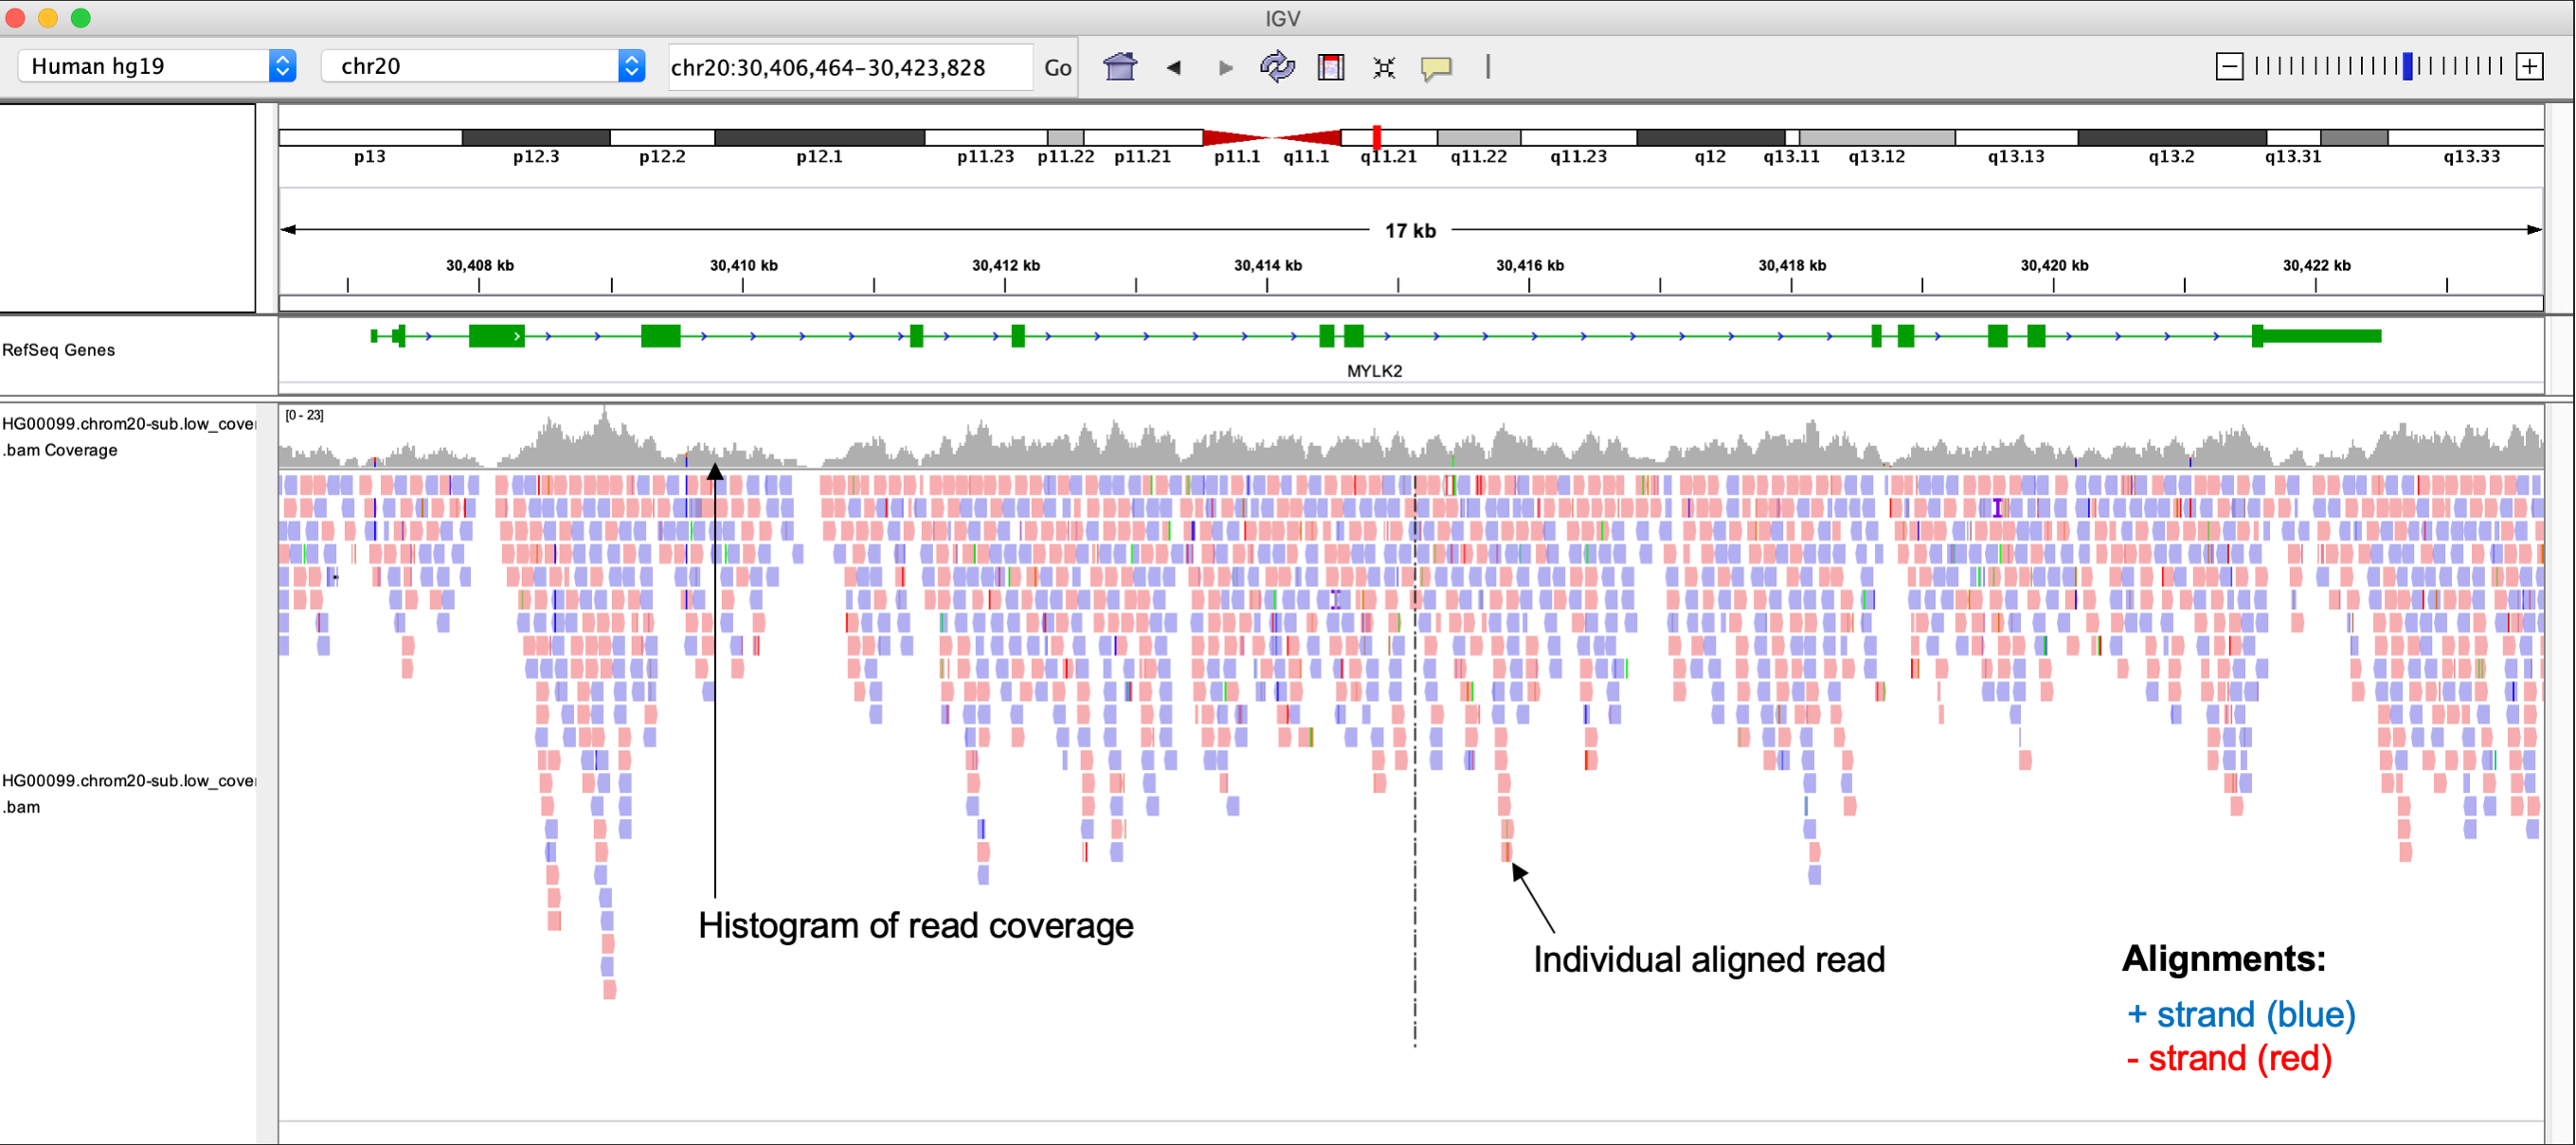 IGV
Human hg19 chr20 chr20:30,406,464-30,423,828 Go
p13 p12.3 p12.2 p12.1 p11.23 p11.22 p11.21 p11.1 q11.1 q11.21 q11.22 q11.23 q12 q13.11 q13.12 q13.13 q13.2 q13.31 q13.33
17 kb
30,408 kb 30,410 kb 30,412 kb 30,414 kb 30,416 kb 30,418 kb 30,420 kb 30,422 kb
RefSeq Genes
MYLK2
[0 - 23]
HG00099.chrom20-sub.low_cover
.bam Coverage
HG00099.chrom20-sub.low_cover
.bam
Histogram of read coverage
Individual aligned read
Alignments:
+ strand (blue)
- strand (red)